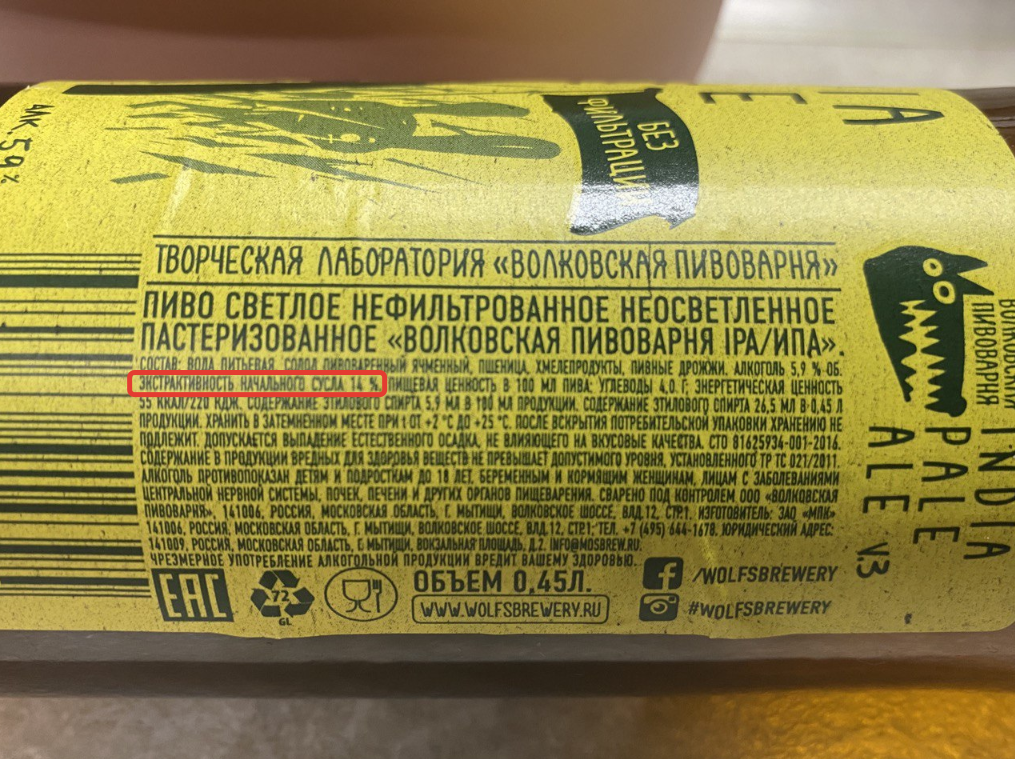 АЛК. 5,9 %
БЕЗ
ФИЛЬТРАЦИИ
IA
E
ТВОРЧЕСКАЯ ЛАБОРАТОРИЯ «ВОЛКОВСКАЯ ПИВОВАРНЯ»
ПИВО СВЕТЛОЕ НЕФИЛЬТРОВАННОЕ НЕОСВЕТЛЕННОЕ
ПАСТЕРИЗОВАННОЕ «ВОЛКОВСКАЯ ПИВОВАРНЯ IPA/ИПА».
СОСТАВ: ВОДА ПИТЬЕВАЯ, СОЛОД ПИВОВАРЕННЫЙ ЯЧМЕННЫЙ, ПШЕНИЦА, ХМЕЛЕПРОДУКТЫ, ПИВНЫЕ ДРОЖЖИ. АЛКОГОЛЬ 5,9 % ОБ.
ЭКСТРАКТИВНОСТЬ НАЧАЛЬНОГО СУСЛА 14 %. ПИЩЕВАЯ ЦЕННОСТЬ В 100 МЛ ПИВА: УГЛЕВОДЫ 4,0 Г; ЭНЕРГЕТИЧЕСКАЯ ЦЕННОСТЬ
55 ККАЛ/220 КДЖ. СОДЕРЖАНИЕ ЭТИЛОВОГО СПИРТА 5,9 МЛ В 100 МЛ ПРОДУКЦИИ. СОДЕРЖАНИЕ ЭТИЛОВОГО СПИРТА 26,5 МЛ В 0,45 Л
ПРОДУКЦИИ. ХРАНИТЬ В ЗАТЕМНЕННОМ МЕСТЕ ПРИ t ОТ +2 °С ДО +25 °С. ПОСЛЕ ВСКРЫТИЯ ПОТРЕБИТЕЛЬСКОЙ УПАКОВКИ ХРАНЕНИЮ НЕ
ПОДЛЕЖИТ. ДОПУСКАЕТСЯ ВЫПАДЕНИЕ ЕСТЕСТВЕННОГО ОСАДКА, НЕ ВЛИЯЮЩЕГО НА ВКУСОВЫЕ КАЧЕСТВА. СТО 81625934-001-2016.
СОДЕРЖАНИЕ В ПРОДУКЦИИ ВРЕДНЫХ ДЛЯ ЗДОРОВЬЯ ВЕЩЕСТВ НЕ ПРЕВЫШАЕТ ДОПУСТИМОГО УРОВНЯ, УСТАНОВЛЕННОГО ТР ТС 021/2011.
АЛКОГОЛЬ ПРОТИВОПОКАЗАН ДЕТЯМ И ПОДРОСТКАМ ДО 18 ЛЕТ, БЕРЕМЕННЫМ И КОРМЯЩИМ ЖЕНЩИНАМ, ЛИЦАМ С ЗАБОЛЕВАНИЯМИ
ЦЕНТРАЛЬНОЙ НЕРВНОЙ СИСТЕМЫ, ПОЧЕК, ПЕЧЕНИ И ДРУГИХ ОРГАНОВ ПИЩЕВАРЕНИЯ. СВАРЕНО ПОД КОНТРОЛЕМ ООО «ВОЛКОВСКАЯ
ПИВОВАРНЯ», 141006, РОССИЯ, МОСКОВСКАЯ ОБЛАСТЬ, Г. МЫТИЩИ, ВОЛКОВСКОЕ ШОССЕ, ВЛД.12, СТР.1. ИЗГОТОВИТЕЛЬ: ЗАО «МПК»
141006, РОССИЯ, МОСКОВСКАЯ ОБЛАСТЬ, Г. МЫТИЩИ, ВОЛКОВСКОЕ ШОССЕ, ВЛД.12, СТР.1, ТЕЛ. +7 (495) 644-1678. ЮРИДИЧЕСКИЙ АДРЕС:
141009, РОССИЯ, МОСКОВСКАЯ ОБЛАСТЬ, Г. МЫТИЩИ, ВОКЗАЛЬНАЯ ПЛОЩАДЬ, Д.2. INFO@MOSBREW.RU.
ЧРЕЗМЕРНОЕ УПОТРЕБЛЕНИЕ АЛКОГОЛЬНОЙ ПРОДУКЦИИ ВРЕДИТ ВАШЕМУ ЗДОРОВЬЮ.
EAC
72
GL
ОБЪЕМ 0,45Л.
WWW.WOLFSBREWERY.RU
/WOLFSBREWERY
#WOLFSBREWERY
ПИВОВАРНЯ
INDIA
PALE
ALE V.3